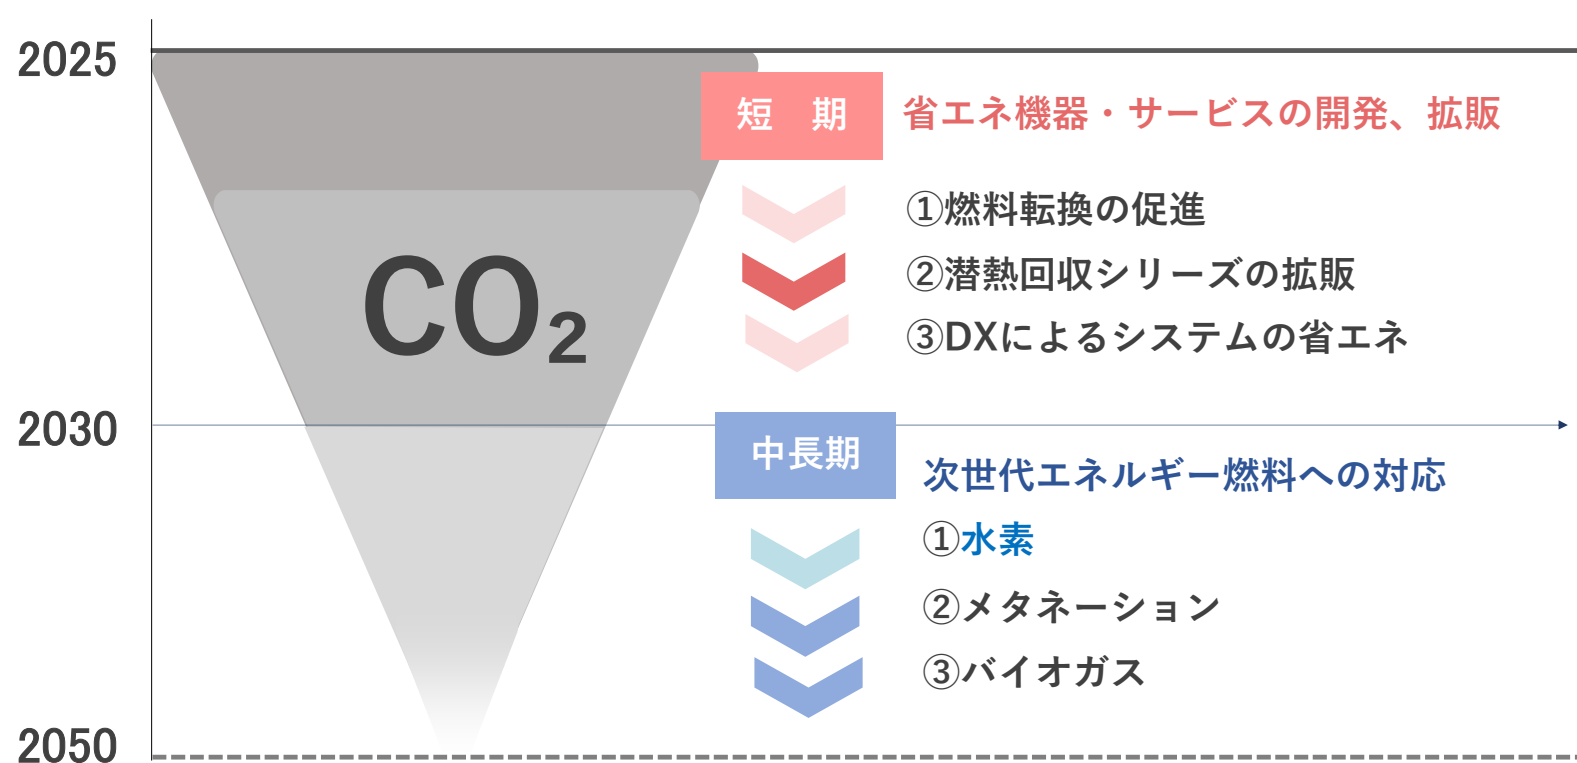 2025
短　期
省エネ機器・サービスの開発、拡販
①燃料転換の促進
②潜熱回収シリーズの拡販
③DXによるシステムの省エネ
CO₂
2030
中長期
次世代エネルギー燃料への対応
①水素
②メタネーション
③バイオガス
2050